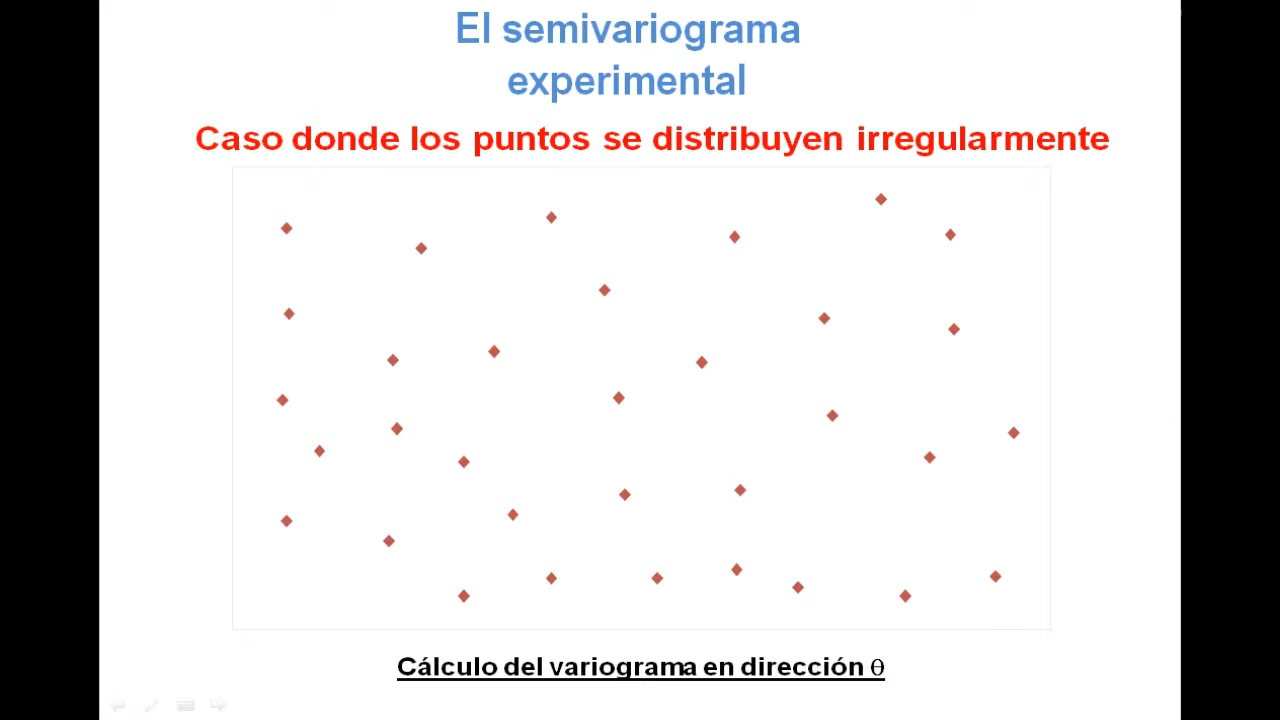 El semivariograma
experimental
Caso donde los puntos se distribuyen irregularmente
Cálculo del variograma en dirección θ